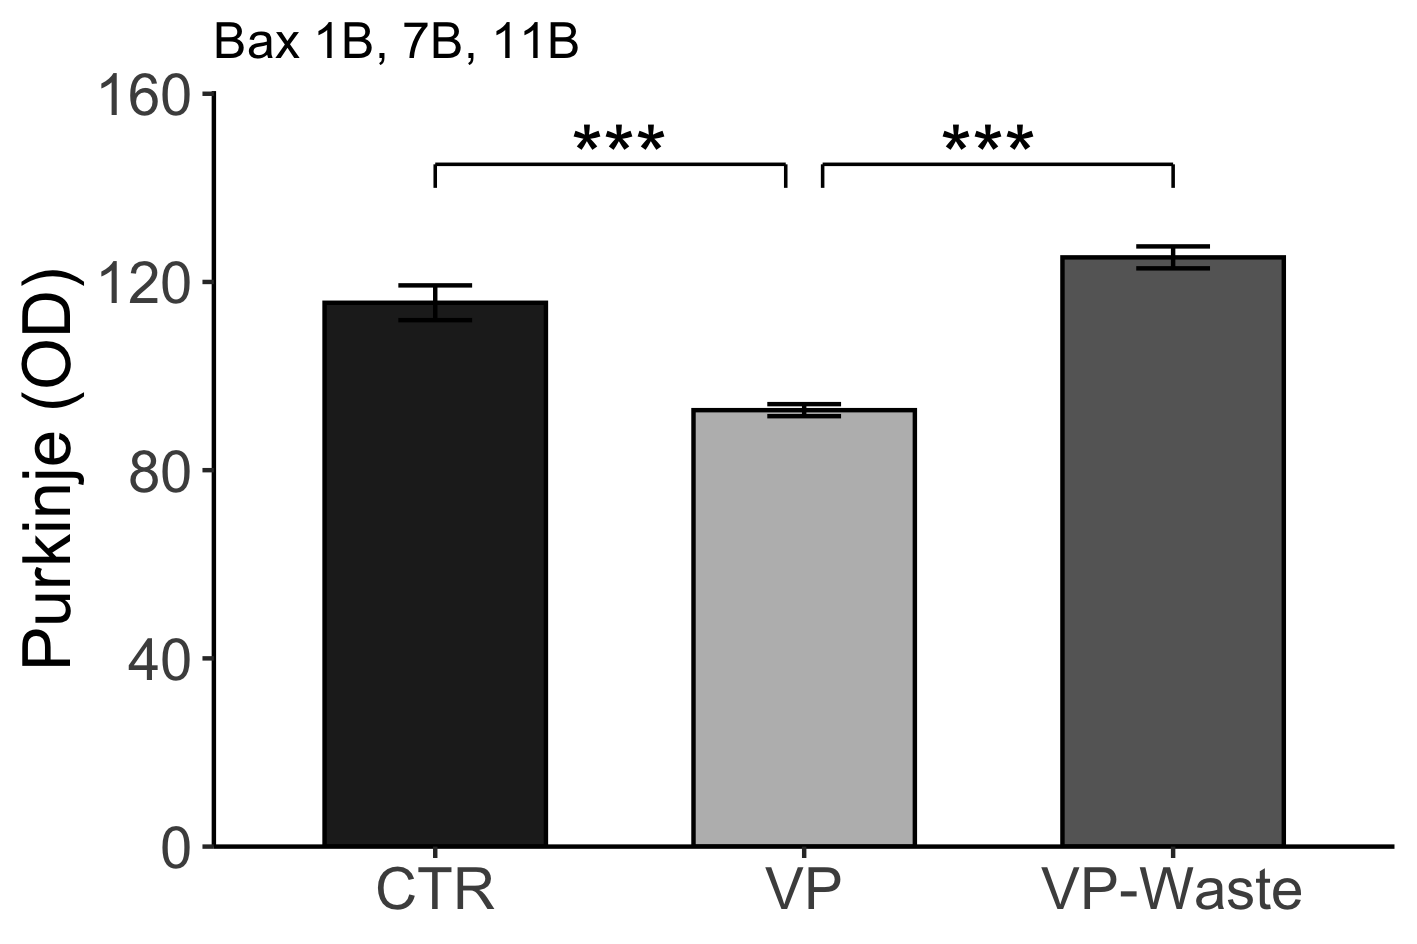 Bax 1B, 7B, 11B
160
120
80
40
0
Purkinje (OD)
*** ***
CTR VP VP-Waste